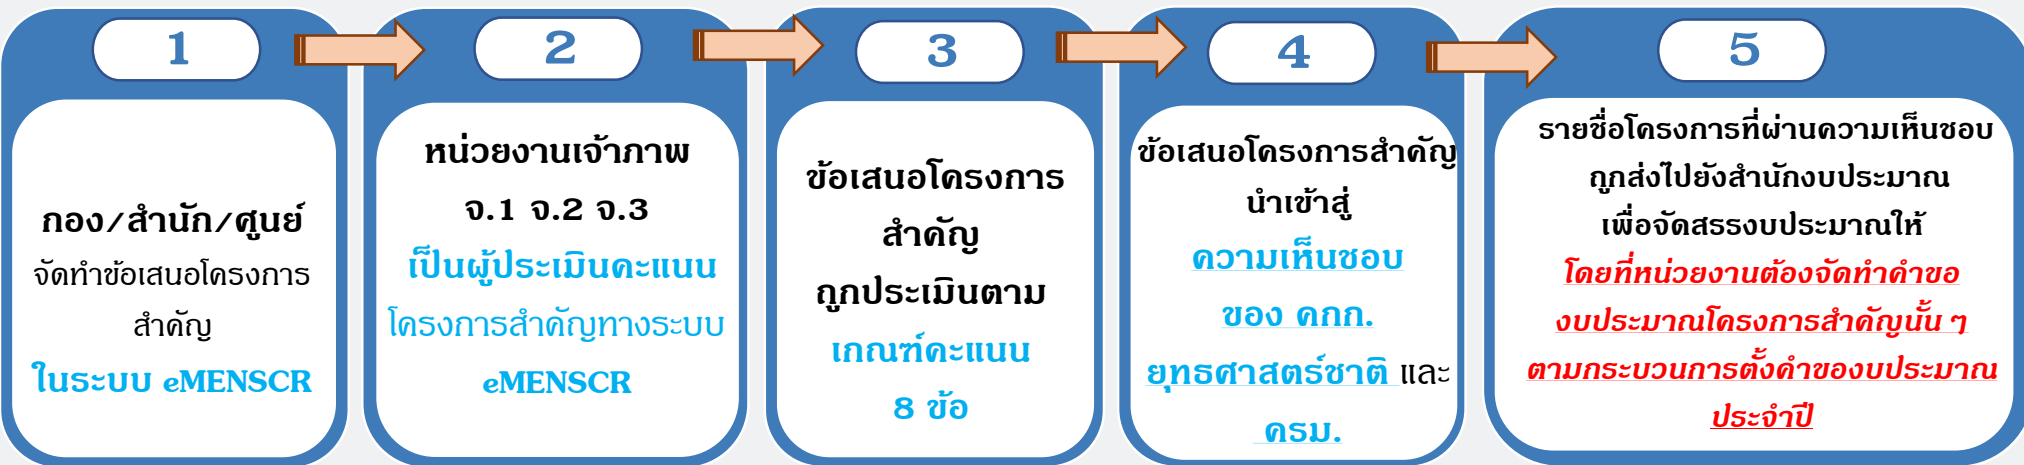 1
กอง/สำนัก/ศูนย์
จัดทำข้อเสนอโครงการ
สำคัญ
ในระบบ eMENSCR
2
หน่วยงานเจ้าภาพ
จ.1 จ.2 จ.3
เป็นผู้ประเมินคะแนน
โครงการสำคัญทางระบบ
eMENSCR
3
ข้อเสนอโครงการ
สำคัญ
ถูกประเมินตาม
เกณฑ์คะแนน
8 ข้อ
4
ข้อเสนอโครงการสำคัญ
นำเข้าสู่
ความเห็นชอบ
ของ คกก.
ยุทธศาสตร์ชาติ และ
ครม.
5
รายชื่อโครงการที่ผ่านความเห็นชอบ
ถูกส่งไปยังสำนักงบประมาณ
เพื่อจัดสรรงบประมาณให้
โดยที่หน่วยงานต้องจัดทำคำขอ
งบประมาณโครงการสำคัญนั้น ๆ
ตามกระบวนการตั้งคำของบประมาณ
ประจำปี